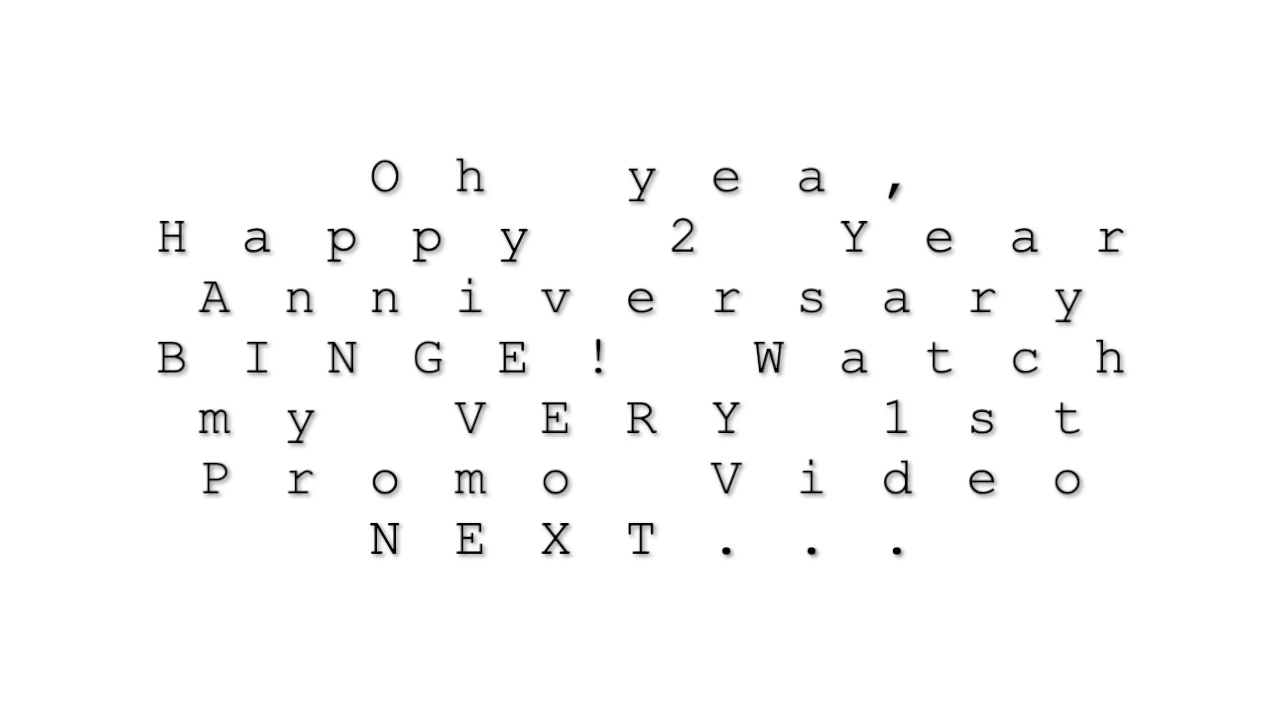 Oh yea,
Happy 2 Year
Anniversary
BINGE! Watch
my VERY 1st
Promo Video
NEXT...